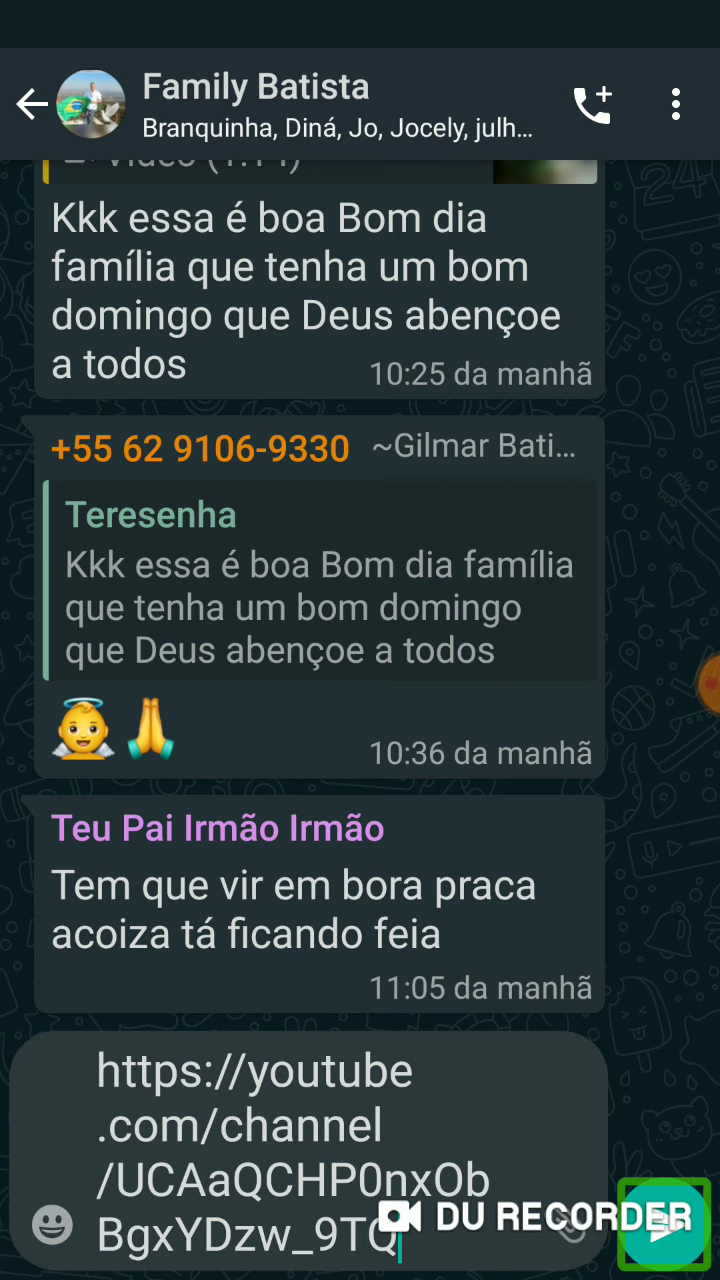 Family Batista
Branquinha, Diná, Jo, Jocely, julh...
Kkk essa é boa Bom dia
família que tenha um bom
domingo que Deus abençoe
a todos
10:25 da manhã
+55 62 9106-9330 ~Gilmar Bati...
Teresenha
Kkk essa é boa Bom dia família
que tenha um bom domingo
que Deus abençoe a todos
10:36 da manhã
Teu Pai Irmão Irmão
Tem que vir em bora praca
acoiza tá ficando feia
11:05 da manhã
https://youtube
.com/channel
/UCAaQCHP0nxOb
BgxYDzw_9TQ
DU RECORDER